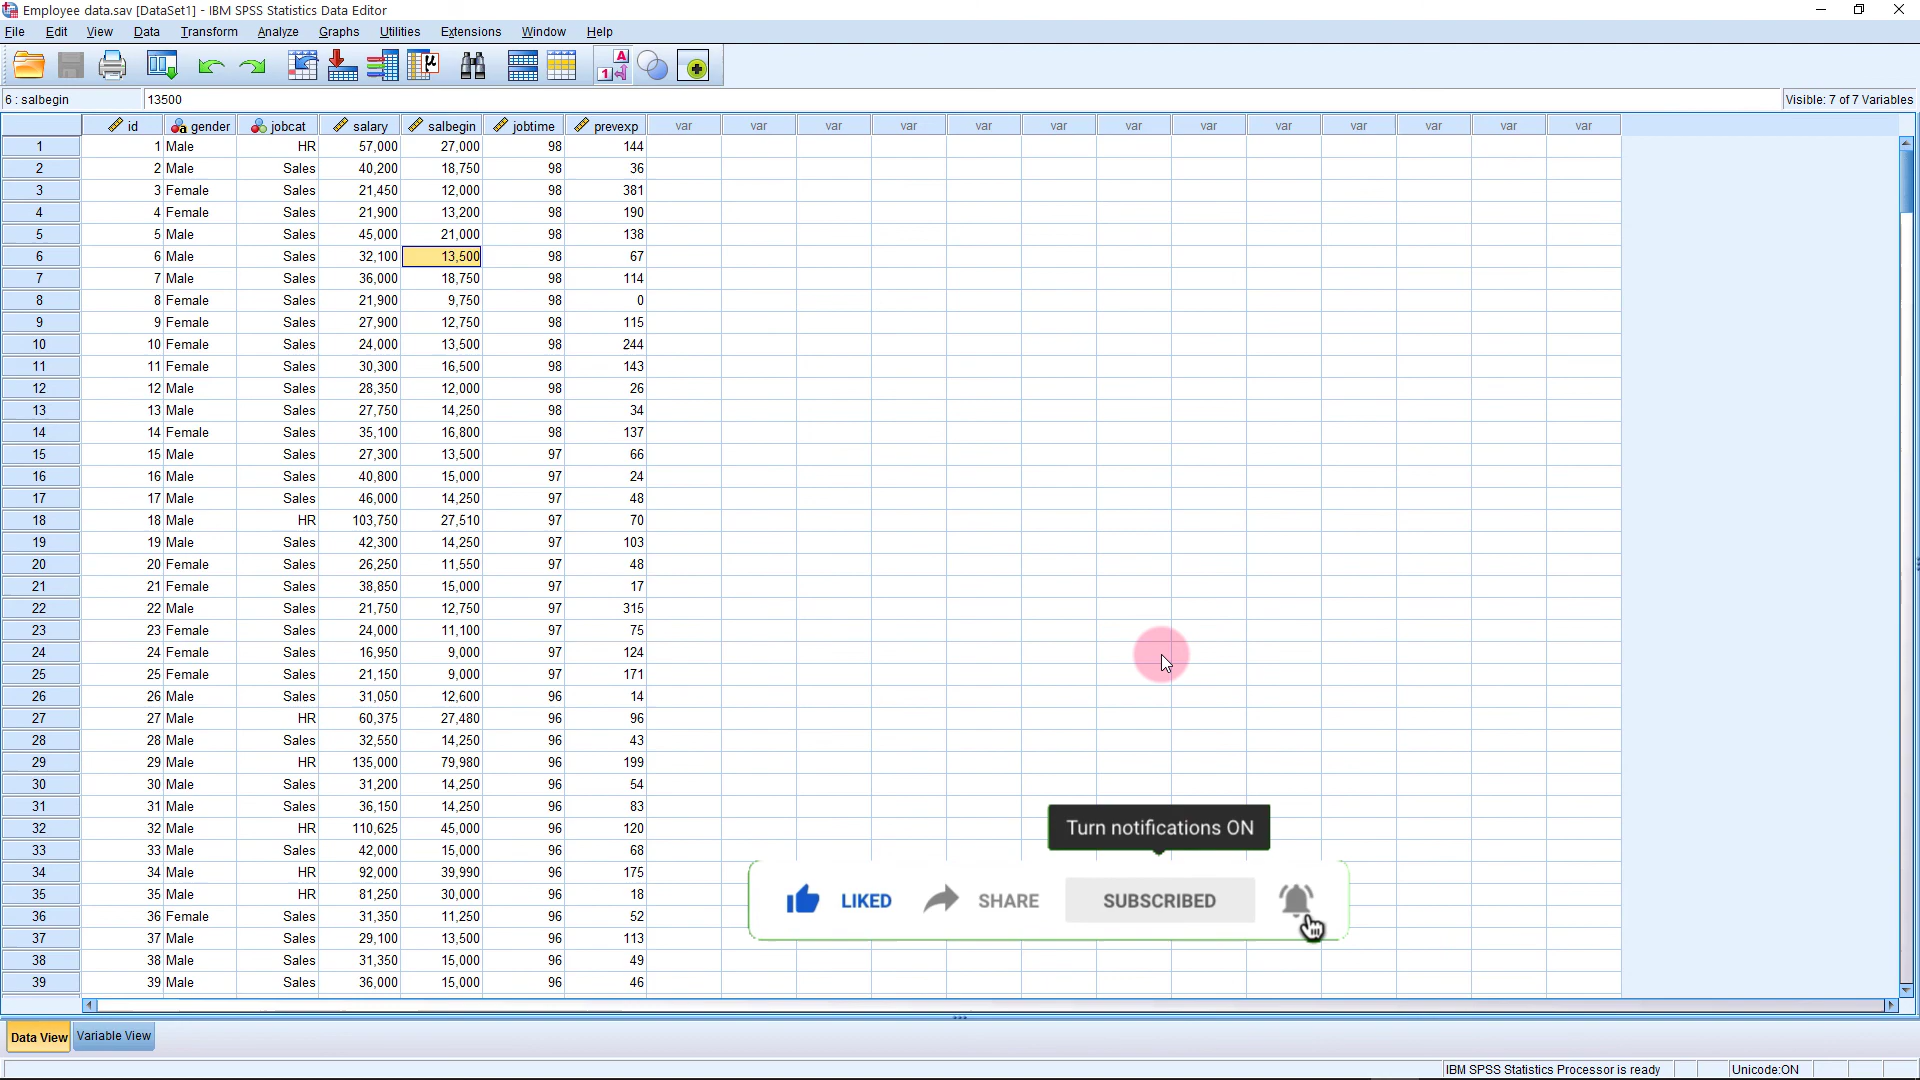 Employee data.sav [DataSet1] - IBM SPSS Statistics Data Editor
File Edit View Data Transform Analyze Graphs Utilities Extensions Window Help
6 : salbegin 13500 Visible: 7 of 7 Variables
id gender jobcat salary salbegin jobtime prevexp var var var var var var var var var var var var var
1 1 Male HR 57,000 27,000 98 144
2 2 Male Sales 40,200 18,750 98 36
3 3 Female Sales 21,450 12,000 98 381
4 4 Female Sales 21,900 13,200 98 190
5 5 Male Sales 45,000 21,000 98 138
6 6 Male Sales 32,100 13,500 98 67
7 7 Male Sales 36,000 18,750 98 114
8 8 Female Sales 21,900 9,750 98 0
9 9 Female Sales 27,900 12,750 98 115
10 10 Female Sales 24,000 13,500 98 244
11 11 Female Sales 30,300 16,500 98 143
12 12 Male Sales 28,350 12,000 98 26
13 13 Male Sales 27,750 14,250 98 34
14 14 Female Sales 35,100 16,800 98 137
15 15 Male Sales 27,300 13,500 97 66
16 16 Male Sales 40,800 15,000 97 24
17 17 Male Sales 46,000 14,250 97 48
18 18 Male HR 103,750 27,510 97 70
19 19 Male Sales 42,300 14,250 97 103
20 20 Female Sales 26,250 11,550 97 48
21 21 Female Sales 38,850 15,000 97 17
22 22 Male Sales 21,750 12,750 97 315
23 23 Female Sales 24,000 11,100 97 75
24 24 Female Sales 16,950 9,000 97 124
25 25 Female Sales 21,150 9,000 97 171
26 26 Male Sales 31,050 12,600 96 14
27 27 Male HR 60,375 27,480 96 96
28 28 Male Sales 32,550 14,250 96 43
29 29 Male HR 135,000 79,980 96 199
30 30 Male Sales 31,200 14,250 96 54
31 31 Male Sales 36,150 14,250 96 83
32 32 Male HR 110,625 45,000 96 120
33 33 Male Sales 42,000 15,000 96 68
34 34 Male HR 92,000 39,990 96 175
35 35 Male HR 81,250 30,000 96 18
36 36 Female Sales 31,350 11,250 96 52
37 37 Male Sales 29,100 13,500 96 113
38 38 Male Sales 31,350 15,000 96 49
39 39 Male Sales 36,000 15,000 96 46
Turn notifications ON
LIKED SHARE SUBSCRIBED
Data View Variable View
IBM SPSS Statistics Processor is ready Unicode:ON